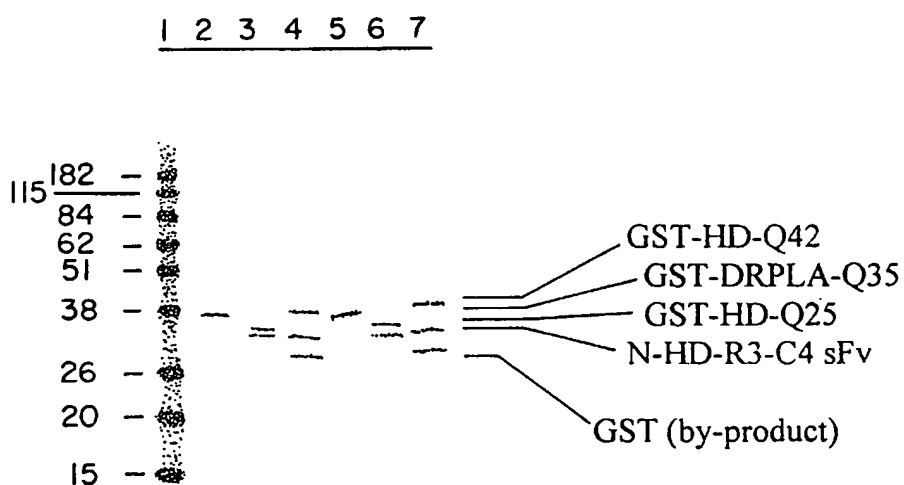 1 2 3 4 5 6 7
182
115
84
62
51
38
26
20
15
GST-HD-Q42
GST-DRPLA-Q35
GST-HD-Q25
N-HD-R3-C4 sFv
GST (by-product)